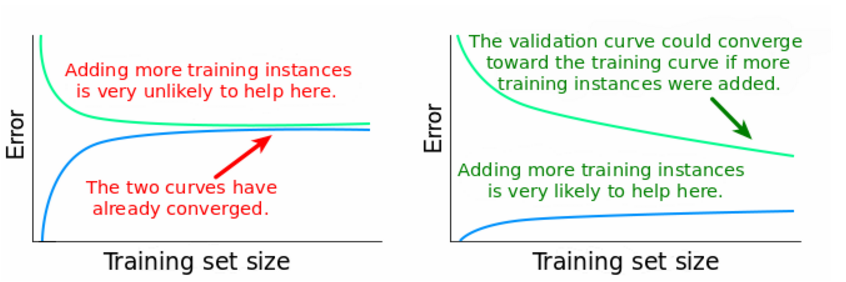 Adding more training instances
is very unlikely to help here.
Error
The two curves have
already converged.
Training set size
The validation curve could converge
toward the training curve if more
training instances were added.
Error
Adding more training instances
is very likely to help here.
Training set size